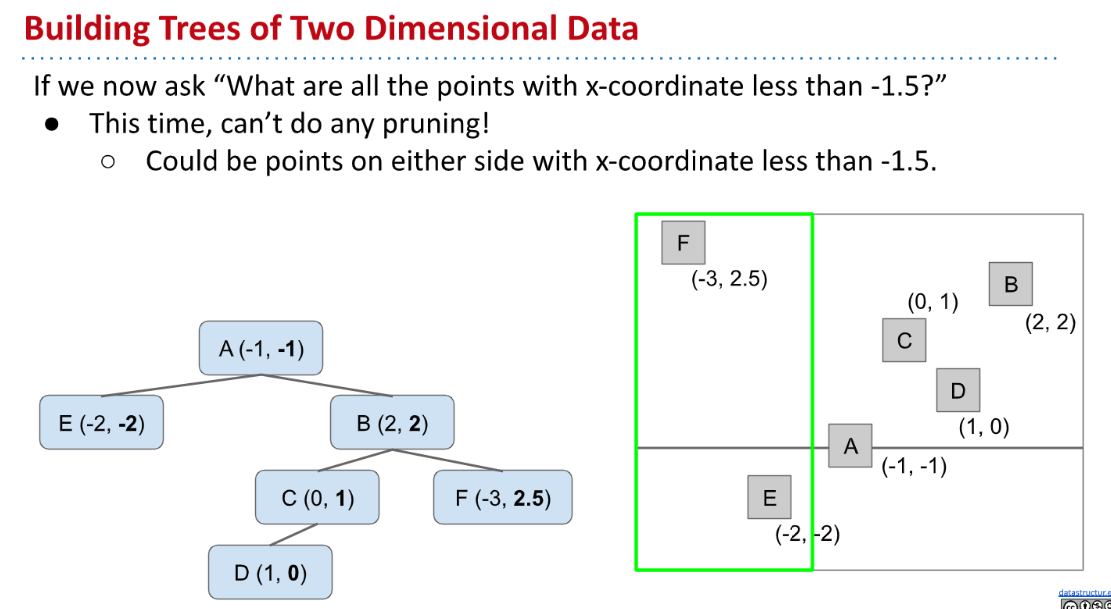 Building Trees of Two Dimensional Data
If we now ask “What are all the points with x-coordinate less than -1.5?”
● This time, can’t do any pruning!
○ Could be points on either side with x-coordinate less than -1.5.
A (-1, -1)
E (-2, -2)
B (2, 2)
C (0, 1)
F (-3, 2.5)
D (1, 0)
F
(-3, 2.5)
B
(2, 2)
(0, 1)
C
D
(1, 0)
A
(-1, -1)
E
(-2, -2)
datastructur.